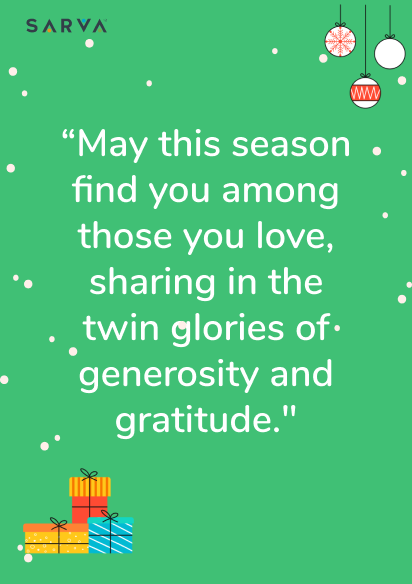 SARVA
“May this season
find you among
those you love,
sharing in the
twin glories of
generosity and
gratitude."